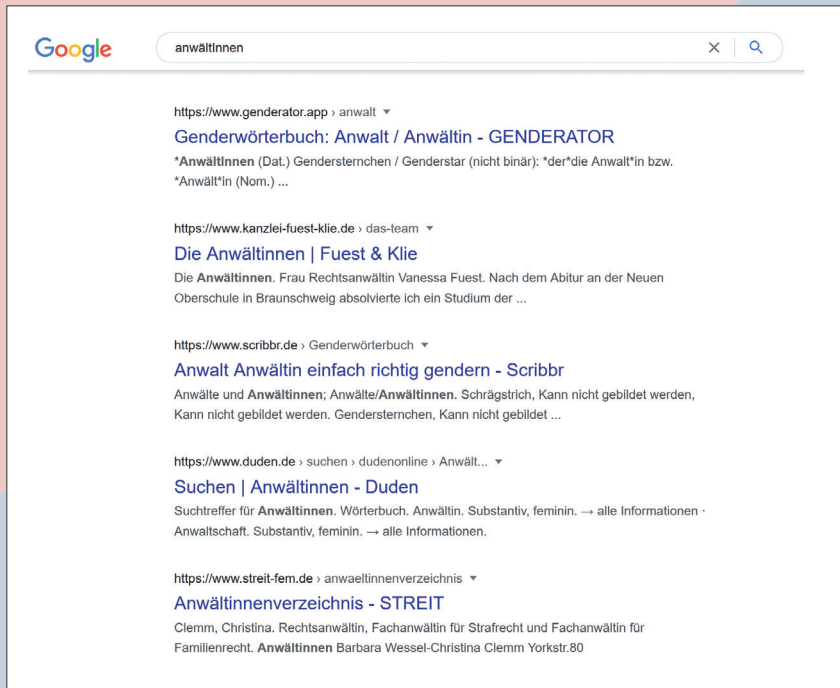 Google
anwältInnen
https://www.genderator.app › anwalt
Genderwörterbuch: Anwalt / Anwältin - GENDERATOR
*AnwältInnen (Dat.) Gendersternchen / Genderstar (nicht binär): *der*die Anwalt*in bzw.
*Anwält*in (Nom.) ...
https://www.kanzlei-fuest-klie.de › das-team
Die Anwältinnen | Fuest & Klie
Die Anwältinnen. Frau Rechtsanwältin Vanessa Fuest. Nach dem Abitur an der Neuen
Oberschule in Braunschweig absolvierte ich ein Studium der ...
https://www.scribbr.de › Genderwörterbuch
Anwalt Anwältin einfach richtig gendern - Scribbr
Anwälte und Anwältinnen; Anwälte/Anwältinnen. Schrägstrich, Kann nicht gebildet werden,
Kann nicht gebildet werden. Gendersternchen, Kann nicht gebildet ...
https://www.duden.de › suchen › dudenonline › Anwält...
Suchen | Anwältinnen - Duden
Suchtreffer für Anwältinnen. Wörterbuch. Anwältin. Substantiv, feminin. → alle Informationen ·
Anwaltschaft. Substantiv, feminin. → alle Informationen.
https://www.streit-fem.de › anwaeltinnenverzeichnis
Anwältinnenverzeichnis - STREIT
Clemm, Christina. Rechtsanwältin, Fachanwältin für Strafrecht und Fachanwältin für
Familienrecht. Anwältinnen Barbara Wessel-Christina Clemm Yorkstr.80